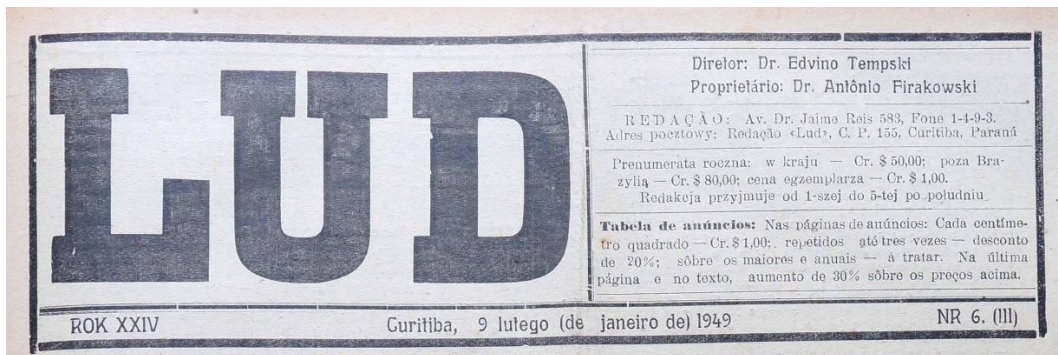 LUD
Diretor: Dr. Edvino Tempski
Proprietário: Dr. Antônio Firakowski
REDAÇÃO: Av. Dr. Jaime Reis 583, Fone 1-1-9-3.
Adres pocztowy: Redação «Lud», C. P. 155, Curitiba, Paraná
Prenumerata roczna: w kraju — Cr. $ 50,00; poza Bra-
zylią — Cr. $ 80,00; cena egzemplarza — Cr. $ 1,00.
Redakcja przyjmuje od 1-szej do 5-tej po południu
Tabela de anúncios: Nas páginas de anúncios: Cada centíme-
tro quadrado — Cr. $ 1,00; repetidos até tres vezes — desconto
de 20%; sôbre os maiores e anuais — á tratar. Na última
página e no texto, aumento de 30% sôbre os preços acima.
ROK XXIV Curitiba, 9 lutego (de janeiro de) 1949 NR 6. (III)